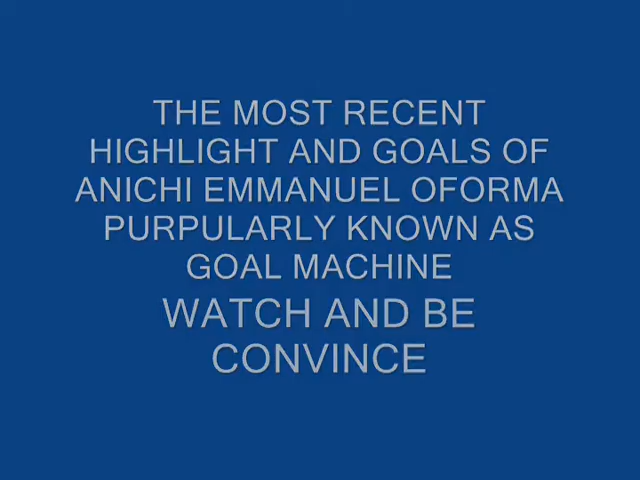 THE MOST RECENT
HIGHLIGHT AND GOALS OF
ANICHI EMMANUEL OFORMA
PURPULARLY KNOWN AS
GOAL MACHINE
WATCH AND BE
CONVINCE